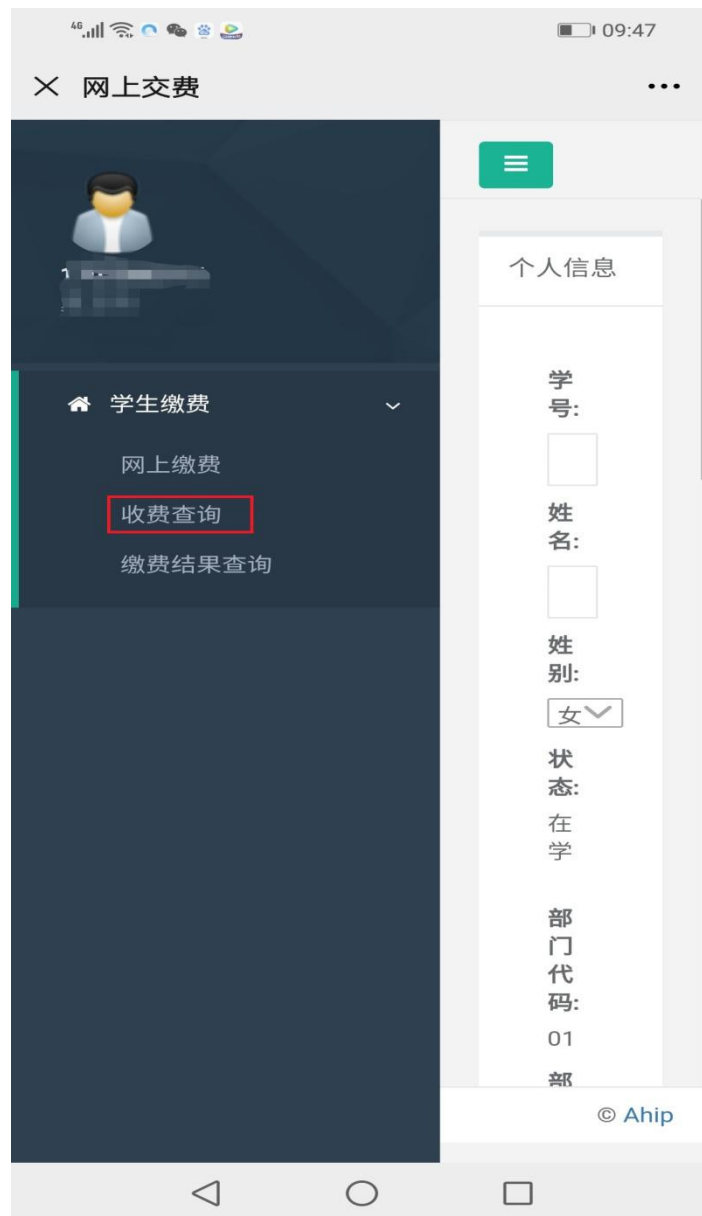 46
09:47
网上交费
个人信息
学生缴费
网上缴费
收费查询
缴费结果查询
学
号:
姓
名:
姓
别:
女
状
态:
在
学
部
门
代
码:
01
部
© Ahip